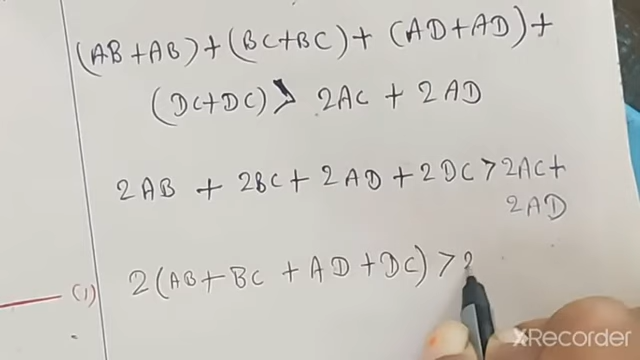 (AB+AB)+(BC+BC)+(AD+AD)+
(DC+DC)> 2AC + 2AD
2AB + 2BC+ 2AD + 2DC >2AC+
2AD
(1) 2(AB+BC +AD+DC) >2
XRecorder